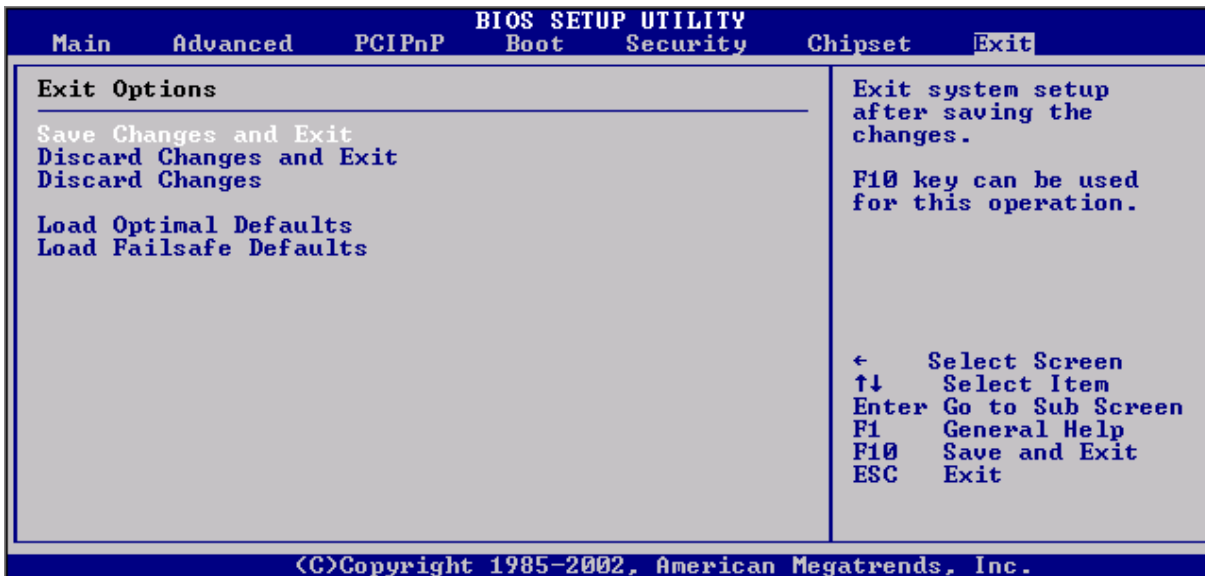 BIOS SETUP UTILITY
Main Advanced PCIPnP Boot Security Chipset Exit
Exit Options
Save Changes and Exit
Discard Changes and Exit
Discard Changes
Load Optimal Defaults
Load Failsafe Defaults
Exit system setup
after saving the
changes.
F10 key can be used
for this operation.
← Select Screen
↑↓ Select Item
Enter Go to Sub Screen
F1 General Help
F10 Save and Exit
ESC Exit
(C)Copyright 1985-2002, American Megatrends, Inc.